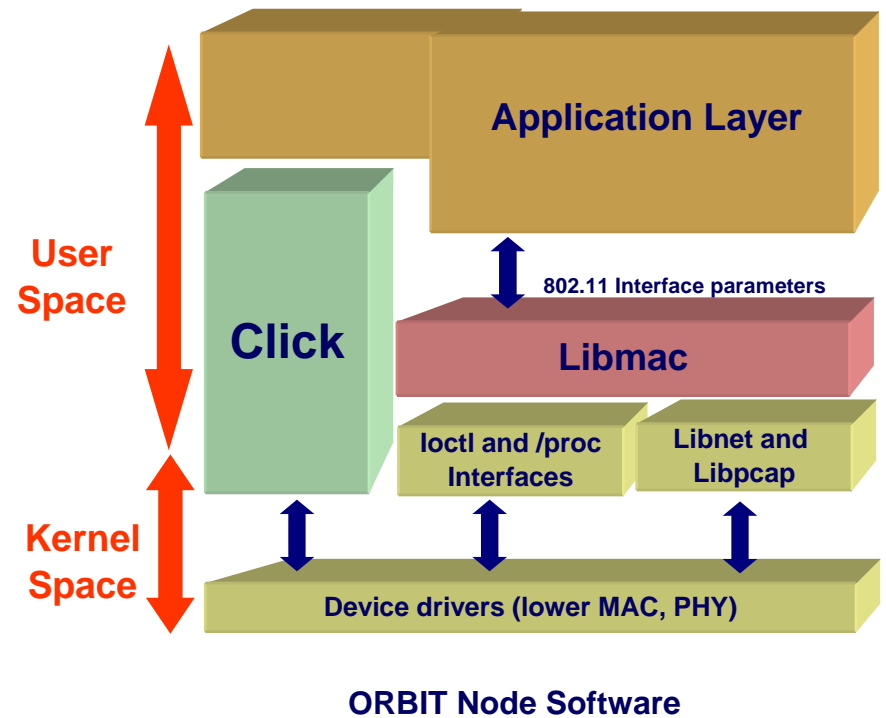 Application Layer
User
Space
802.11 Interface parameters
Click
Libmac
Ioctl and /proc
Interfaces
Libnet and
Libpcap
Kernel
Space
Device drivers (lower MAC, PHY)
ORBIT Node Software